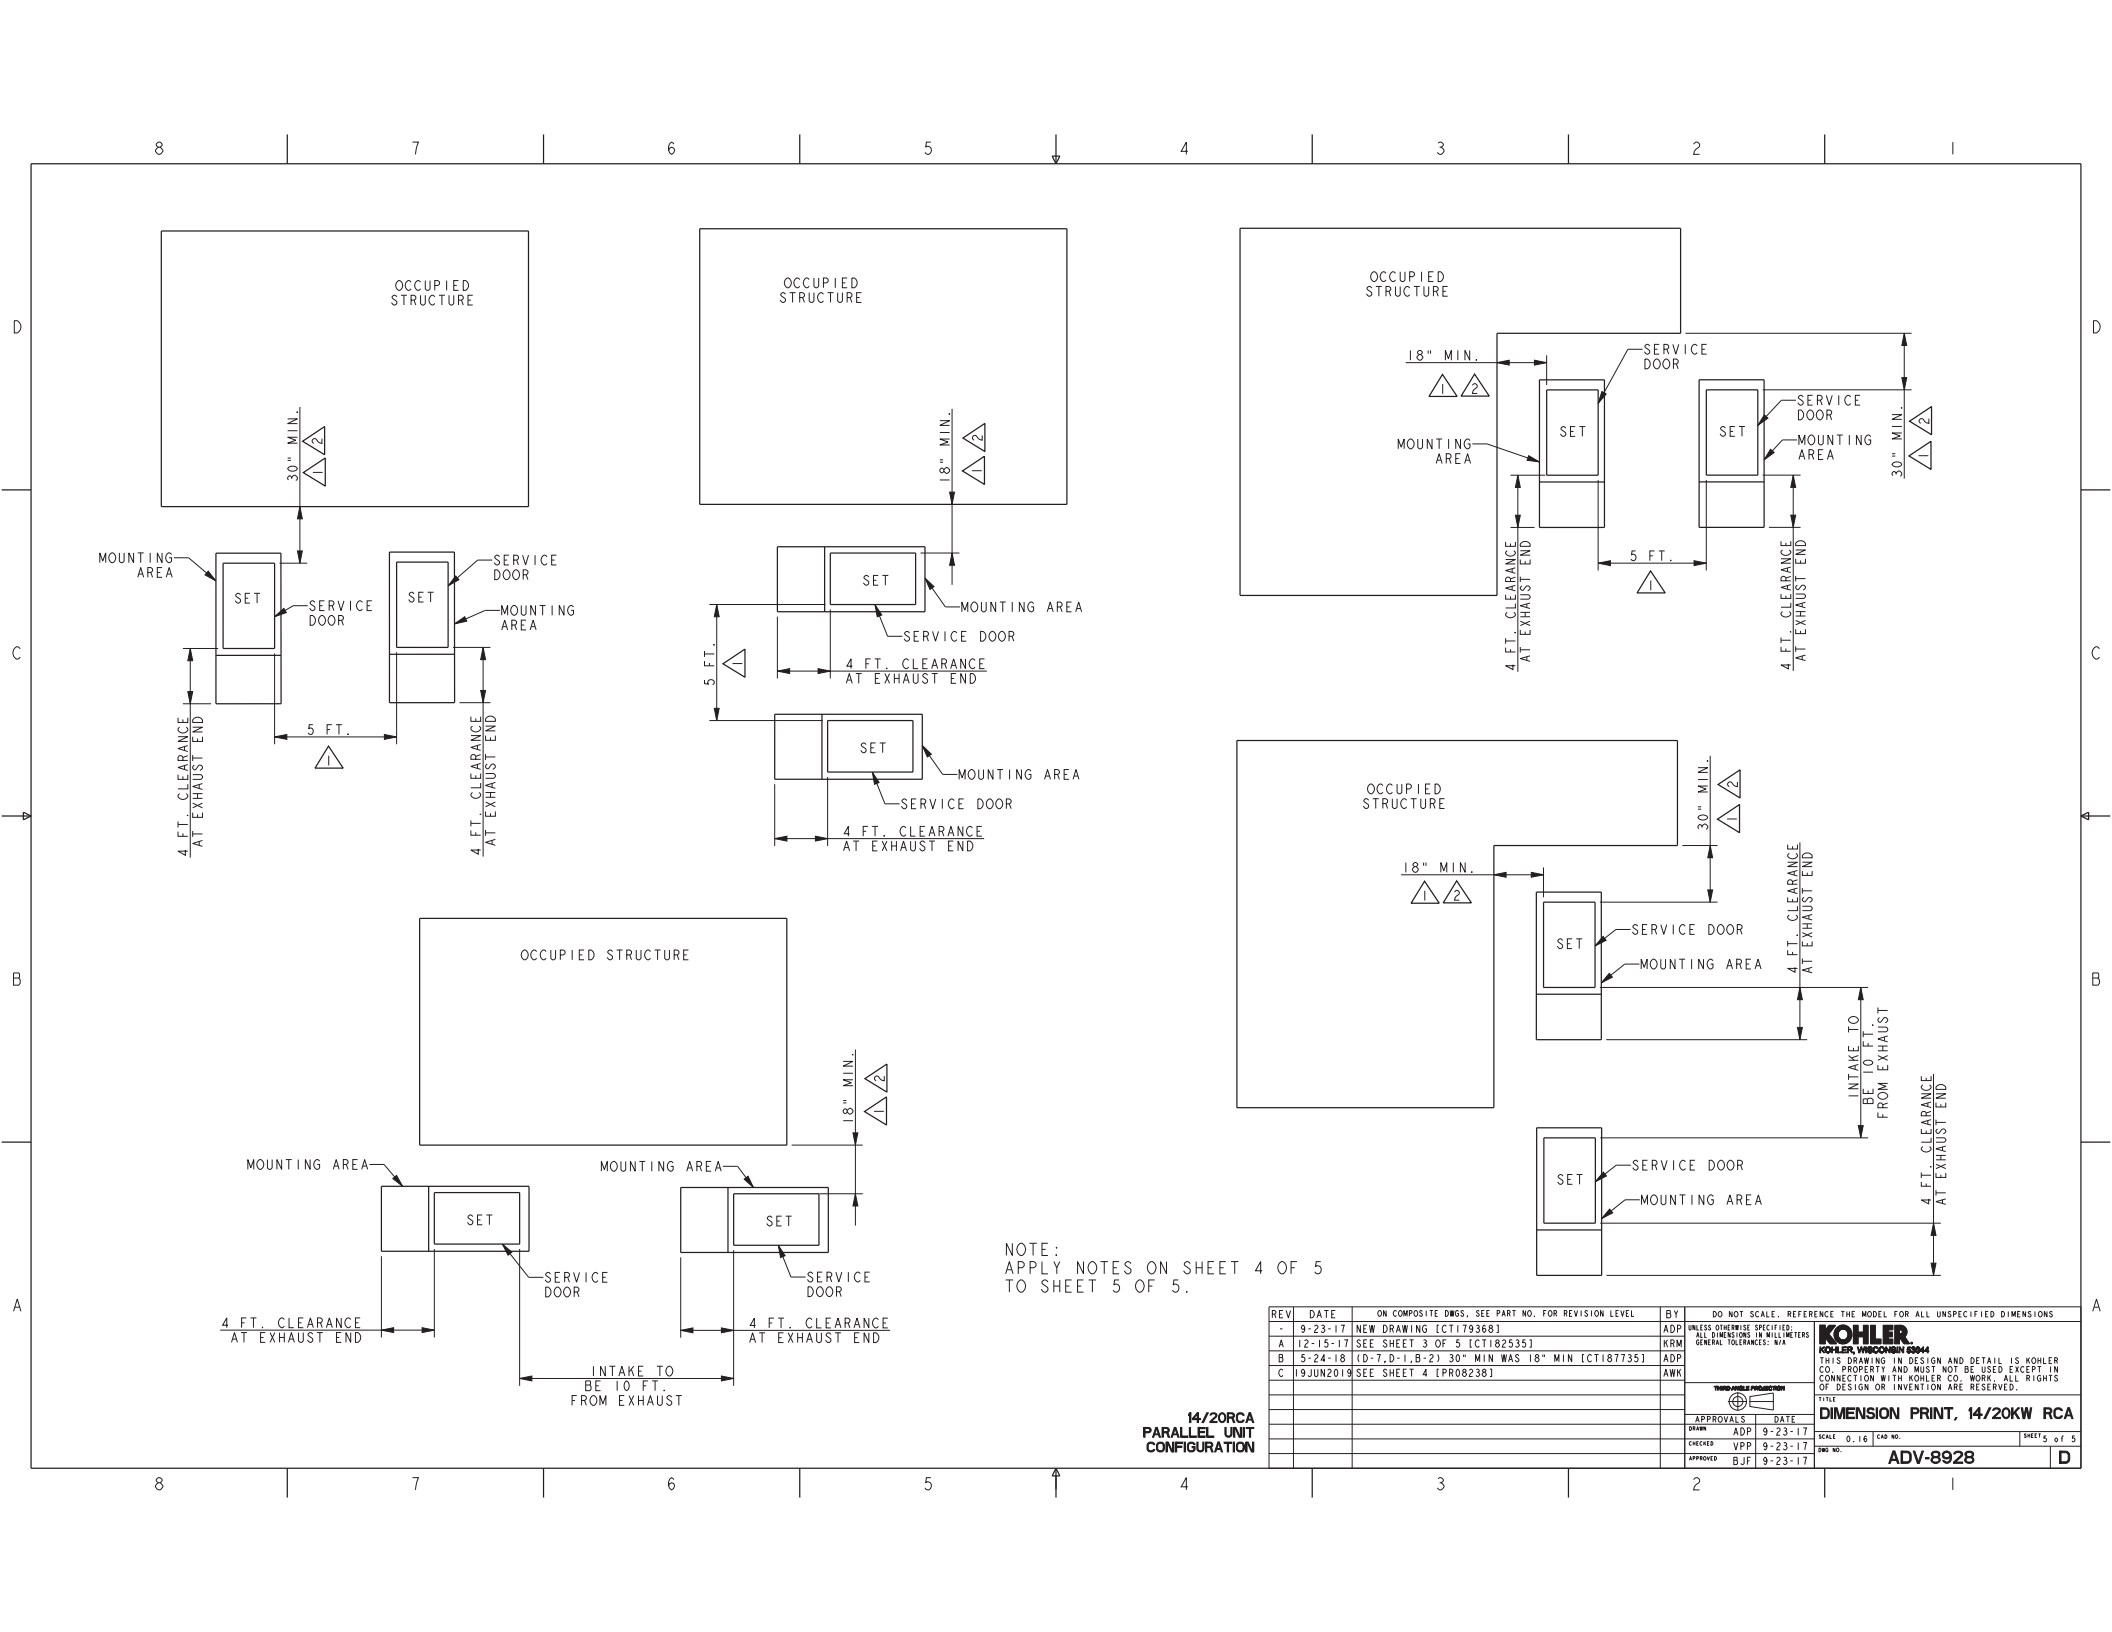 8 7 6 5 4 3 2 1
D
D
C
C
B
B
A
A
OCCUPIED
STRUCTURE
30" MIN.
1 2
MOUNTING
AREA
SET
SERVICE
DOOR
SET
SERVICE
DOOR
MOUNTING
AREA
5 FT.
1
4 FT. CLEARANCE
AT EXHAUST END
4 FT. CLEARANCE
AT EXHAUST END
OCCUPIED
STRUCTURE
18" MIN.
1 2
SET
MOUNTING AREA
SERVICE DOOR
4 FT. CLEARANCE
AT EXHAUST END
5 FT.
1
SET
MOUNTING AREA
SERVICE DOOR
4 FT. CLEARANCE
AT EXHAUST END
OCCUPIED
STRUCTURE
18" MIN.
1 2
SERVICE
DOOR
SET
MOUNTING
AREA
SET
SERVICE
DOOR
MOUNTING
AREA
30" MIN.
1 2
5 FT.
1
4 FT. CLEARANCE
AT EXHAUST END
4 FT. CLEARANCE
AT EXHAUST END
OCCUPIED STRUCTURE
18" MIN.
1 2
MOUNTING AREA
MOUNTING AREA
SET
SET
SERVICE
DOOR
SERVICE
DOOR
4 FT. CLEARANCE
AT EXHAUST END
4 FT. CLEARANCE
AT EXHAUST END
INTAKE TO
BE 10 FT.
FROM EXHAUST
OCCUPIED
STRUCTURE
30" MIN.
1 2
18" MIN.
1 2
SET
SERVICE DOOR
MOUNTING AREA
4 FT. CLEARANCE
AT EXHAUST END
INTAKE TO
BE 10 FT.
FROM EXHAUST
SET
SERVICE DOOR
MOUNTING AREA
4 FT. CLEARANCE
AT EXHAUST END
NOTE:
APPLY NOTES ON SHEET 4 OF 5
TO SHEET 5 OF 5.
14/20RCA
PARALLEL UNIT
CONFIGURATION
REV DATE ON COMPOSITE DWGS, SEE PART NO. FOR REVISION LEVEL BY
- 9-23-17 NEW DRAWING [CT179368] ADP
A 12-15-17 SEE SHEET 3 OF 5 [CT182535] KRM
B 5-24-18 (D-7,D-1,B-2) 30" MIN WAS 18" MIN [CT187735] ADP
C 19JUN2019 SEE SHEET 4 [PR08238] AWK
DO NOT SCALE. REFERENCE THE MODEL FOR ALL UNSPECIFIED DIMENSIONS
UNLESS OTHERWISE SPECIFIED:
ALL DIMENSIONS IN MILLIMETERS
GENERAL TOLERANCES: N/A
THIRD ANGLE PROJECTION
APPROVALS DATE
DRAWN ADP 9-23-17
CHECKED VPP 9-23-17
APPROVED BJF 9-23-17
KOHLER.
KOHLER, WISCONSIN 53044
THIS DRAWING IN DESIGN AND DETAIL IS KOHLER
CO. PROPERTY AND MUST NOT BE USED EXCEPT IN
CONNECTION WITH KOHLER CO. WORK. ALL RIGHTS
OF DESIGN OR INVENTION ARE RESERVED.
TITLE
DIMENSION PRINT, 14/20KW RCA
SCALE 0.16 CAD NO. SHEET 5 of 5
DWG NO.
ADV-8928 D
8 7 6 5 4 3 2 1